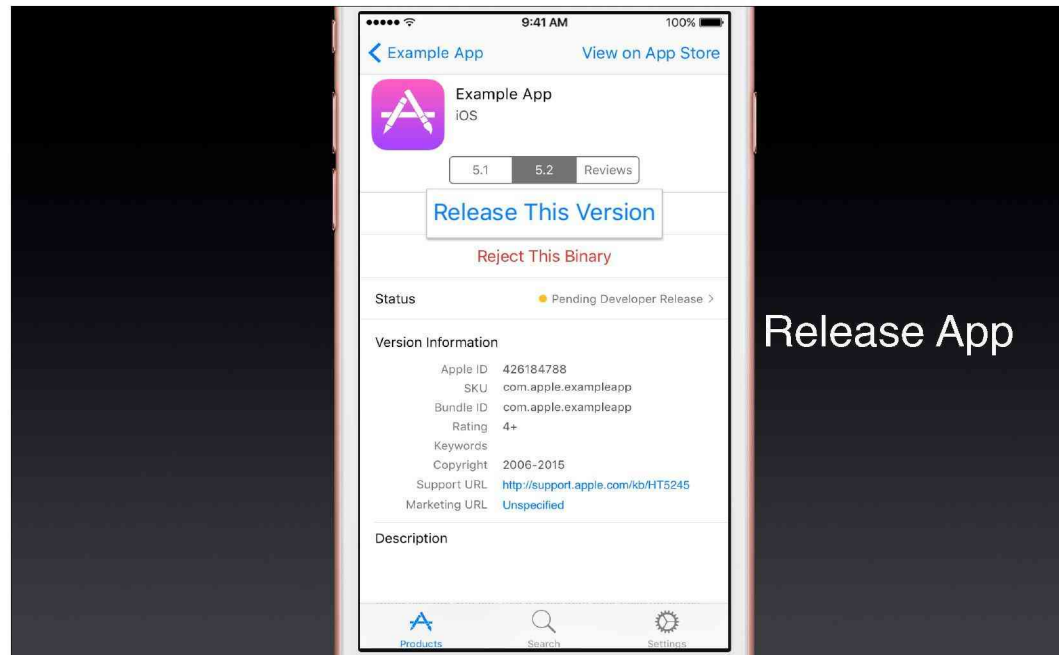 9:41 AM 100%
Example App View on App Store
Example App
iOS
5.1 5.2 Reviews
Release This Version
Reject This Binary
Status Pending Developer Release
Release App
Version Information
Apple ID 426184788
SKU com.apple.exampleapp
Bundle ID com.apple.exampleapp
Rating 4+
Keywords
Copyright 2006-2015
Support URL http://support.apple.com/kb/HT5245
Marketing URL Unspecified
Description
Products Search Settings